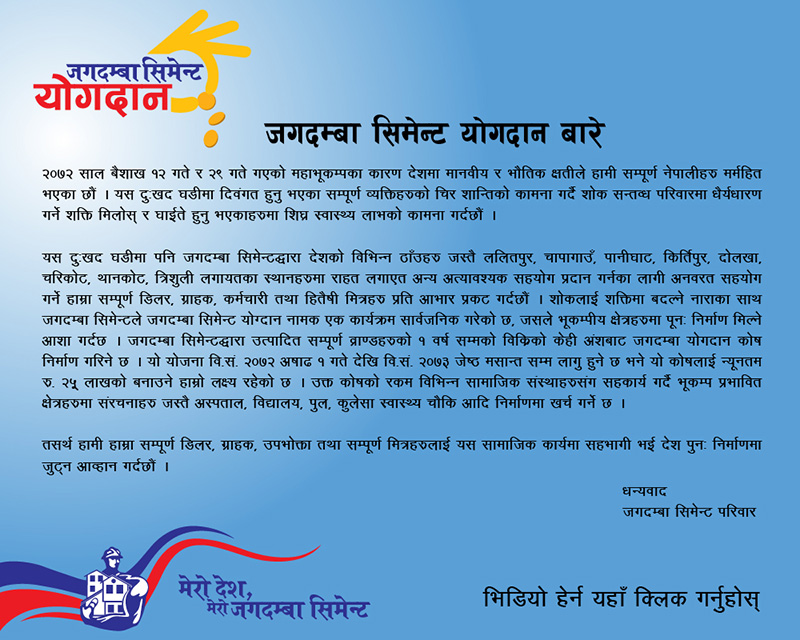 जगदम्बा सिमेन्ट
योगदान
जगदम्बा सिमेन्ट योगदान बारे
२०७२ साल बैशाख १२ गते र २९ गते गएको महाभूकम्पका कारण देशमा मानवीय र भौतिक क्षतीले हामी सम्पूर्ण नेपालीहरु मर्महित
भएका छौं । यस दु:खद घडीमा दिवंगत हुनु भएका सम्पूर्ण व्यक्तिहरुको चिर शान्तिको कामना गर्दै शोक सन्तव्ध परिवारमा धैर्यधारण
गर्ने शक्ति मिलोस् र घाईते हुनु भएकाहरुमा शिघ्र स्वास्थ्य लाभको कामना गर्दछौं ।
यस दु:खद घडीमा पनि जगदम्बा सिमेन्टद्वारा देशको विभिन्न ठाँउहरु जस्तै ललितपुर, चापागाउँ, पानीघाट, किर्तिपुर, दोलखा,
चरिकोट, थानकोट, त्रिशुली लगायतका स्थानहरुमा राहत लगाएत अन्य अत्यावश्यक सहयोग प्रदान गर्नका लागी अनवरत सहयोग
गर्ने हाम्रा सम्पूर्ण डिलर, ग्राहक, कर्मचारी तथा हितैषी मित्रहरु प्रति आभार प्रकट गर्दछौं । शोकलाई शक्तिमा बदल्ने नाराका साथ
जगदम्बा सिमेन्टले जगदम्बा सिमेन्ट योग्दान नामक एक कार्यक्रम सार्वजनिक गरेको छ, जसले भूकम्पीय क्षेत्रहरुमा पून: निर्माण मिल्ने
आशा गर्दछ । जगदम्बा सिमेन्टद्वारा उत्पादित सम्पूर्ण ब्राण्डहरुको १ वर्ष सम्मको विक्रिको केही अंशबाट जगदम्बा योगदान कोष
निर्माण गरिने छ । यो योजना वि.सं. २०७२ अषाढ १ गते देखि वि.सं. २०७३ जेष्ठ मसान्त सम्म लागु हुने छ भने यो कोषलाई न्यूनतम
रु. २५ लाखको बनाउने हाम्रो लक्ष्य रहेको छ । उक्त कोषको रकम विभिन्न सामाजिक संस्थाहरुसंग सहकार्य गर्दै भूकम्प प्रभावित
क्षेत्रहरुमा संरचनाहरु जस्तै अस्पताल, विद्यालय, पुल, कुलेसा स्वास्थ्य चौकि आदि निर्माणमा खर्च गर्ने छ ।
तसर्थ हामी हाम्रा सम्पूर्ण डिलर, ग्राहक, उपभोक्ता तथा सम्पूर्ण मित्रहरुलाई यस सामाजिक कार्यमा सहभागी भई देश पुन: निर्माणमा
जुट्न आव्हान गर्दछौं ।
धन्यवाद
जगदम्बा सिमेन्ट परिवार
मेरो देश,
मेरो जगदम्बा सिमेन्ट
भिडियो हेर्न यहाँ क्लिक गर्नुहोस्